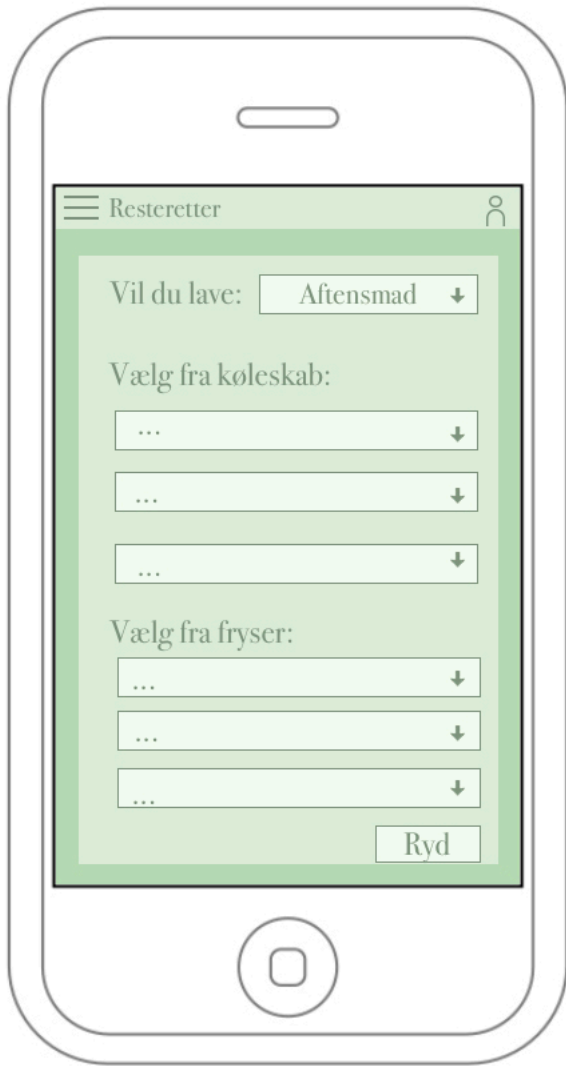 Resteretter
Vil du lave: Aftensmad
Vælg fra køleskab:
...
...
...
Vælg fra fryser:
...
...
...
Ryd